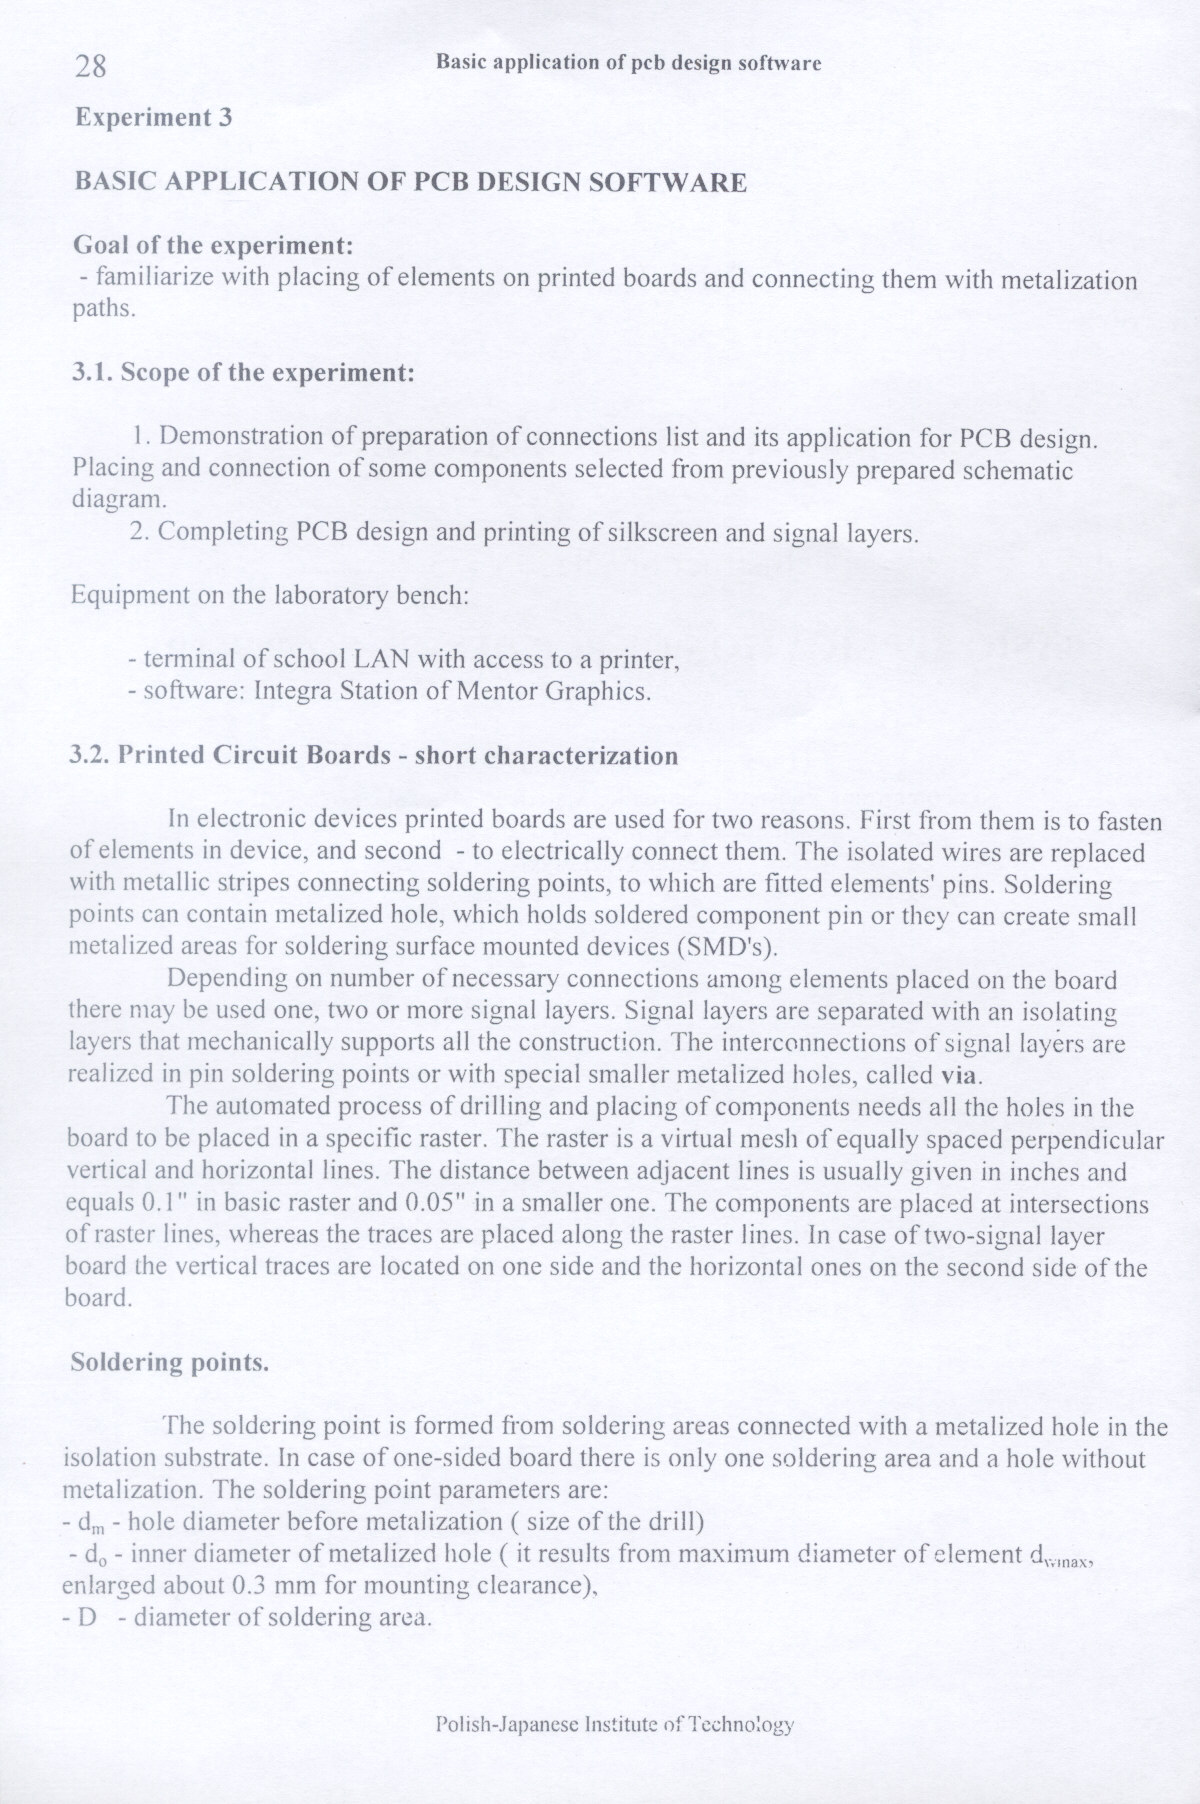 28
Basic application of pcb design software
Experiment 3
BASIC APPLICATION OF PCB DESIGN SOFTWARE
Goal of the experiment:
- familiarize with placing of elements on printed boards and connecting them with metalization
paths.
3.1. Scope of the experiment:
1. Demonstration of preparation of connections list and its application for PCB design.
Placing and connection of some components selected from previously prepared schematic
diagram.
2. Completing PCB design and printing of silkscreen and signal layers.
Equipment on the laboratory bench:
- terminal of school LAN with access to a printer,
- software: Integra Station of Mentor Graphics.
3.2. Printed Circuit Boards - short characterization
In electronic devices printed boards are used for two reasons. First from them is to fasten
of elements in device, and second - to electrically connect them. The isolated wires are replaced
with metallic stripes connecting soldering points, to which are fitted elements' pins. Soldering
points can contain metalized hole, which holds soldered component pin or they can create small
metalized areas for soldering surface mounted devices (SMD's).
Depending on number of necessary connections among elements placed on the board
there may be used one, two or more signal layers. Signal layers are separated with an isolating
layers that mechanically supports all the construction. The interconnections of signal layers are
realized in pin soldering points or with special smaller metalized holes, called via.
The automated process of drilling and placing of components needs all the holes in the
board to be placed in a specific raster. The raster is a virtual mesh of equally spaced perpendicular
vertical and horizontal lines. The distance between adjacent lines is usually given in inches and
equals 0.1" in basic raster and 0.05" in a smaller one. The components are placed at intersections
of raster lines, whereas the traces are placed along the raster lines. In case of two-signal layer
board the vertical traces are located on one side and the horizontal ones on the second side of the
board.
Soldering points.
The soldering point is formed from soldering areas connected with a metalized hole in the
isolation substrate. In case of one-sided board there is only one soldering area and a hole without
metalization. The soldering point parameters are:
- dm - hole diameter before metalization ( size of the drill)
- do - inner diameter of metalized hole ( it results from maximum diameter of element dwmax,
enlarged about 0.3 mm for mounting clearance),
- D - diameter of soldering area.
Polish-Japanese Institute of Technology